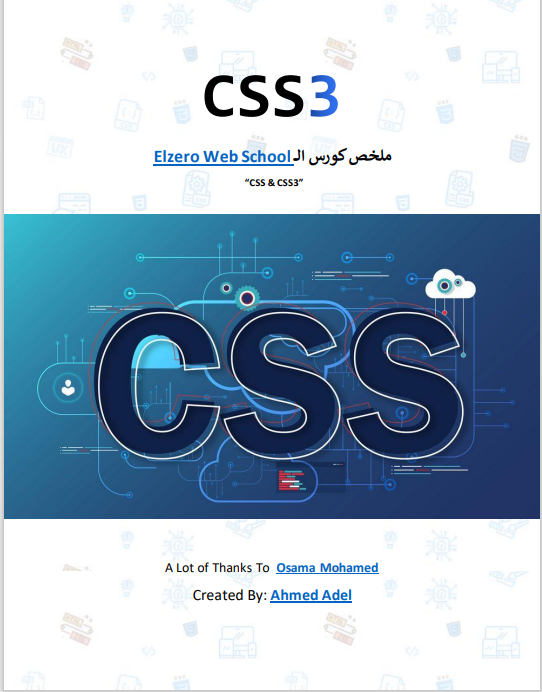 CSS3
ملخص كورس الـ Elzero Web School
“CSS & CSS3”
CSS
A Lot of Thanks To Osama Mohamed
Created By: Ahmed Adel